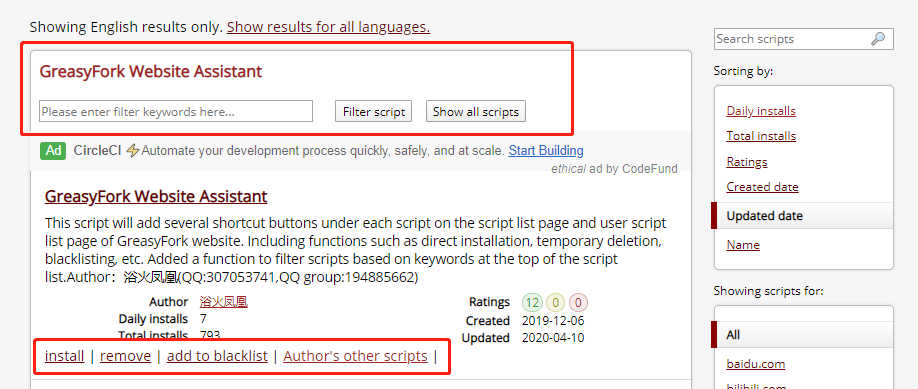 Showing English results only. Show results for all languages.
GreasyFork Website Assistant
Please enter filter keywords here...
Filter script
Show all scripts
Ad CircleCI ⚡Automate your development process quickly, safely, and at scale. Start Building
ethical ad by CodeFund
GreasyFork Website Assistant
This script will add several shortcut buttons under each script on the script list page and user script
list page of GreasyFork website. Including functions such as direct installation, temporary deletion,
blacklisting, etc. Added a function to filter scripts based on keywords at the top of the script
list.Author：浴火凤凰(QQ:307053741,QQ group:194885662)
Author 浴火凤凰
Daily installs 7
Total installs 793
Ratings 12 0 0
Created 2019-12-06
Updated 2020-04-10
install | remove | add to blacklist | Author's other scripts |
Search scripts
Sorting by:
Daily installs
Total installs
Ratings
Created date
Updated date
Name
Showing scripts for:
All
baidu.com
bilibili.com